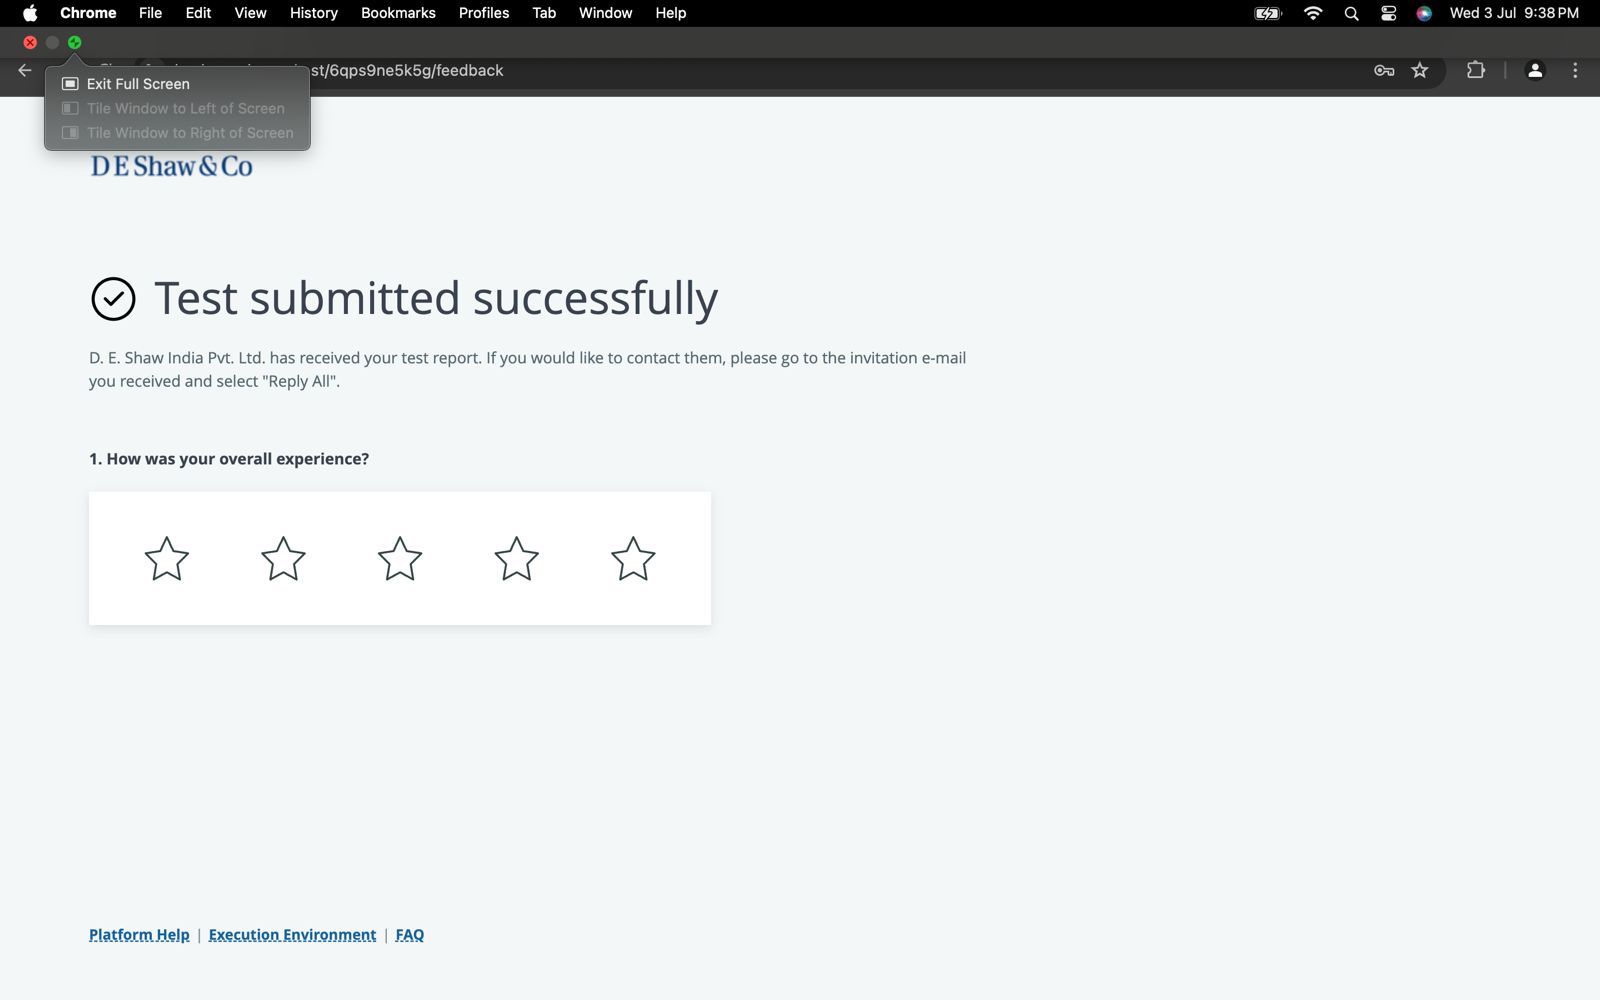 Chrome File Edit View History Bookmarks Profiles Tab Window Help Wed 3 Jul 9:38 PM
st/6qps9ne5k5g/feedback
Exit Full Screen
Tile Window to Left of Screen
Tile Window to Right of Screen
D E Shaw & Co
Test submitted successfully
D. E. Shaw India Pvt. Ltd. has received your test report. If you would like to contact them, please go to the invitation e-mail
you received and select "Reply All".
1. How was your overall experience?
Platform Help | Execution Environment | FAQ